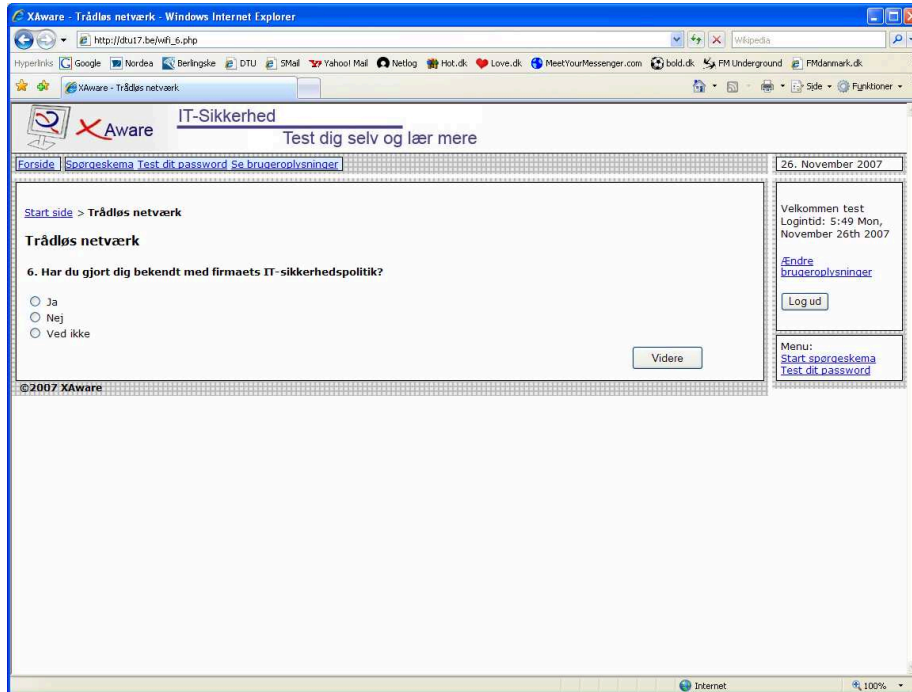 XAware - Trådløs netværk - Windows Internet Explorer
http://dtu17.be/wifi_6.php
Wikipedia
Hyperlinks Google Nordea Berlingske DTU SMail Yahoo! Mail Netlog Hot.dk Love.dk MeetYourMessenger.com bold.dk FM Underground FMdanmark.dk
XAware - Trådløs netværk
Side Funktioner
XAware
IT-Sikkerhed
Test dig selv og lær mere
Forside Spørgeskema Test dit password Se brugeroplysninger
26. November 2007
Start side > Trådløs netværk
Trådløs netværk
6. Har du gjort dig bekendt med firmaets IT-sikkerhedspolitik?
Ja
Nej
Ved ikke
Videre
©2007 XAware
Velkommen test
Logintid: 5:49 Mon,
November 26th 2007
Ændre
brugeroplysninger
Log ud
Menu:
Start spørgeskema
Test dit password
Internet
100%